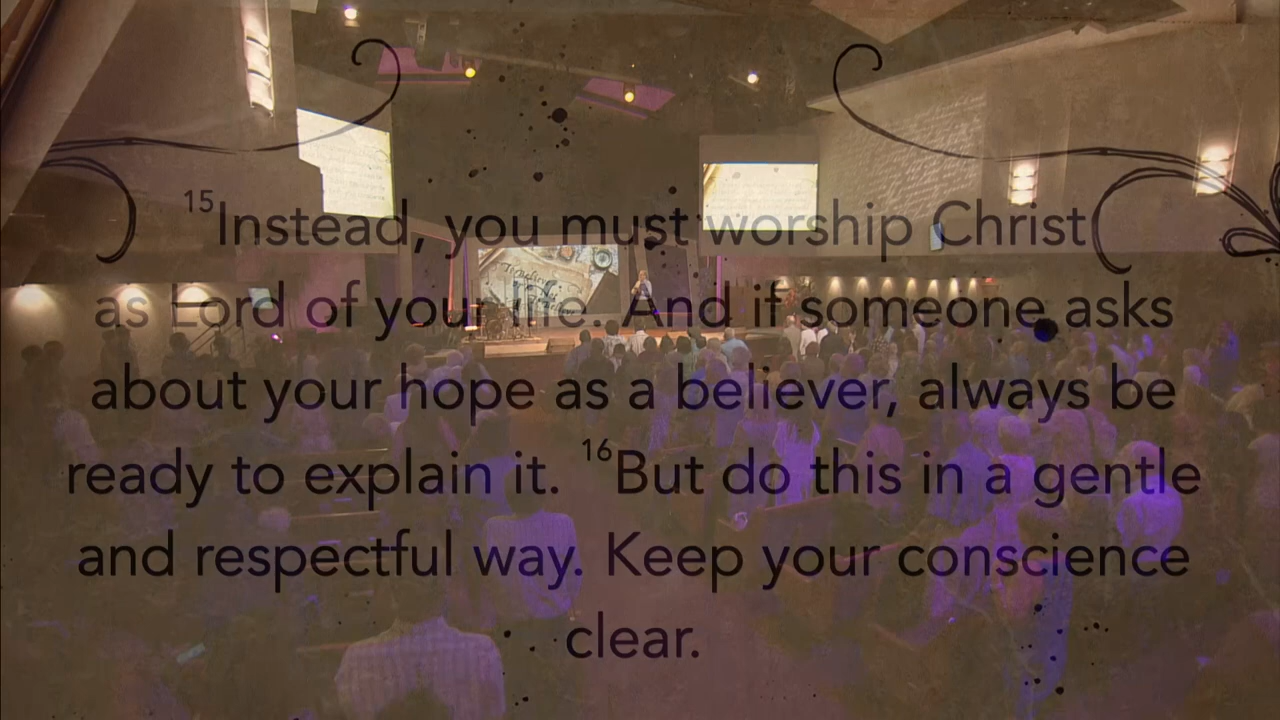 15Instead, you must worship Christ
as Lord of your life. And if someone asks
about your hope as a believer, always be
ready to explain it. 16But do this in a gentle
and respectful way. Keep your conscience
clear.